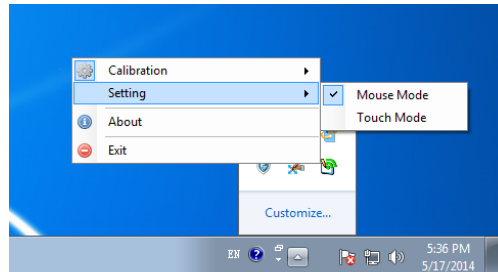 Calibration
Setting
About
Exit
Mouse Mode
Touch Mode
Customize...
EN
5:36 PM
5/17/2014